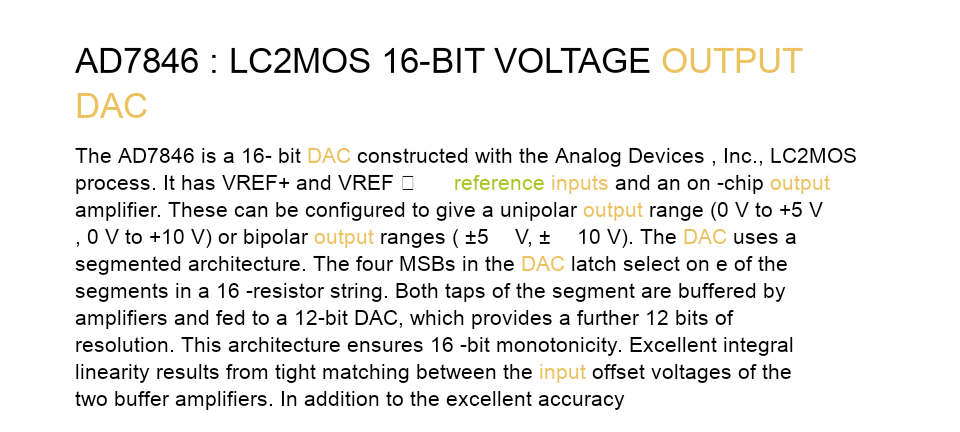 AD7846 : LC2MOS 16-BIT VOLTAGE OUTPUT
DAC
The AD7846 is a 16- bit DAC constructed with the Analog Devices , Inc., LC2MOS
process. It has VREF+ and VREF □ reference inputs and an on -chip output
amplifier. These can be configured to give a unipolar output range (0 V to +5 V
, 0 V to +10 V) or bipolar output ranges ( ±5 V, ± 10 V). The DAC uses a
segmented architecture. The four MSBs in the DAC latch select on e of the
segments in a 16 -resistor string. Both taps of the segment are buffered by
amplifiers and fed to a 12-bit DAC, which provides a further 12 bits of
resolution. This architecture ensures 16 -bit monotonicity. Excellent integral
linearity results from tight matching between the input offset voltages of the
two buffer amplifiers. In addition to the excellent accuracy